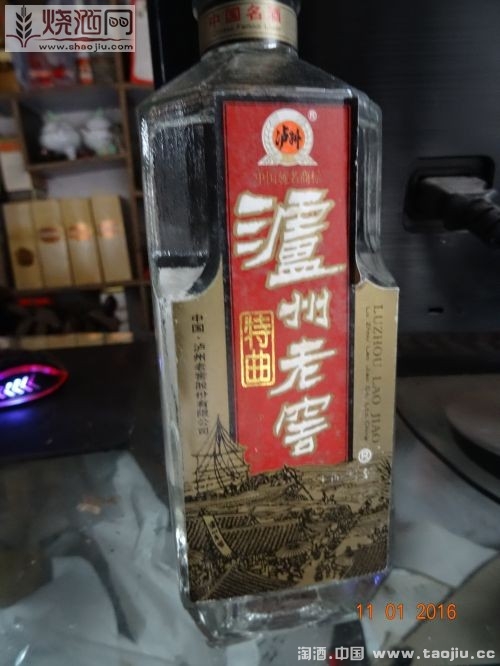 烧酒网
www.shaojiu.com
中国名酒
泸州
®
中国驰名商标
泸州老窖
特曲
中国·泸州老窖股份有限公司
LUZHOU LAO JIAO
®
11 01 2016
淘酒.中国 www.taojiu.cc